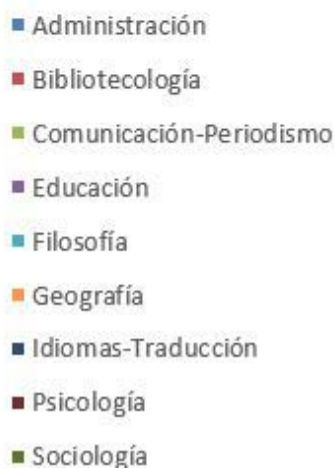 Administración
Bibliotecología
Comunicación-Periodismo
Educación
Filosofía
Geografía
Idiomas-Traducción
Psicología
Sociología